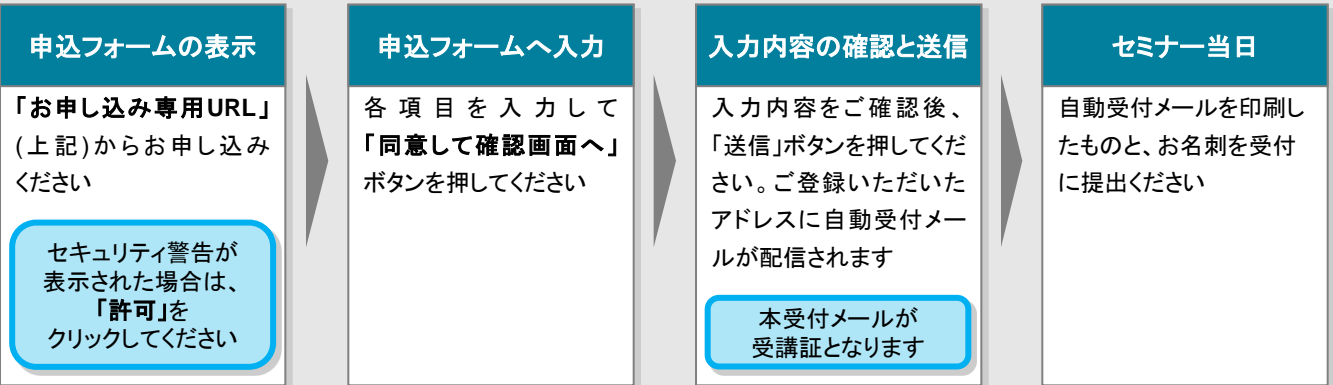 申込フォームの表示
「お申し込み専用URL」
(上記)からお申し込み
ください
セキュリティ警告が
表示された場合は、
「許可」を
クリックしてください
申込フォームへ入力
各項目を入力して
「同意して確認画面へ」
ボタンを押してください
入力内容の確認と送信
入力内容をご確認後、
「送信」ボタンを押してくだ
さい。ご登録いただいた
アドレスに自動受付メー
ルが配信されます
本受付メールが
受講証となります
セミナー当日
自動受付メールを印刷し
たものと、お名刺を受付
に提出ください